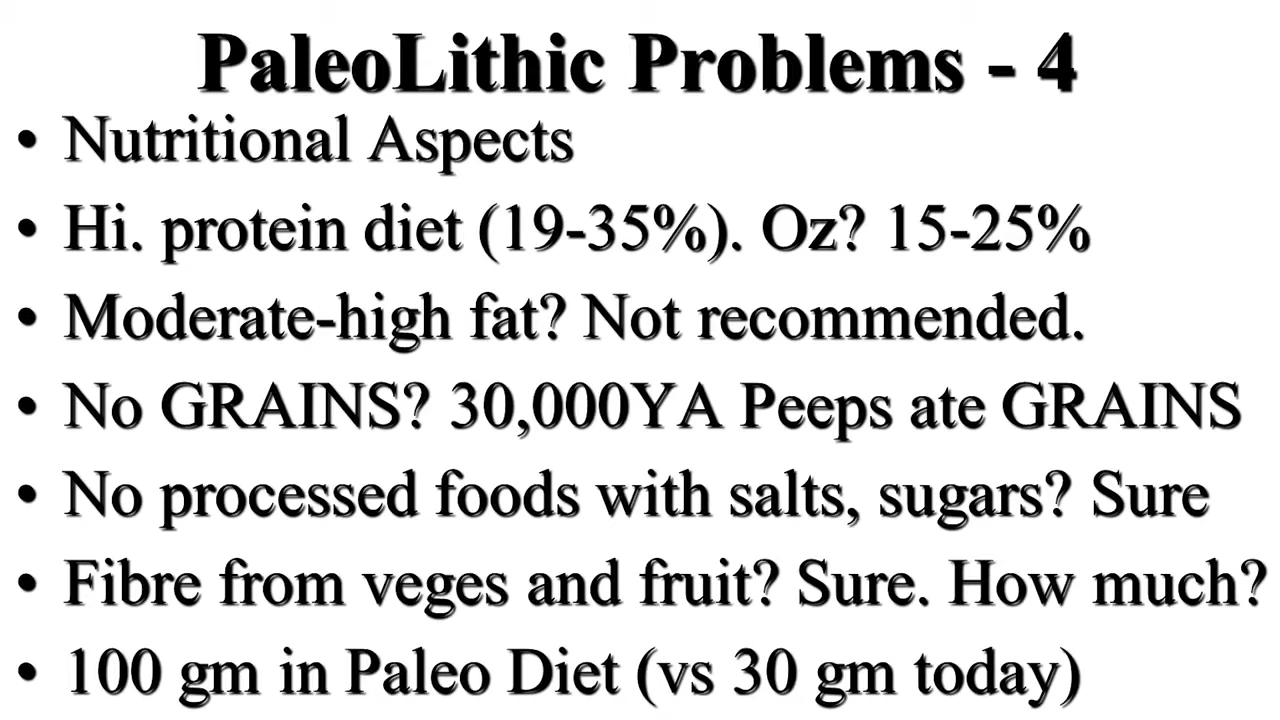 PaleoLithic Problems - 4
• Nutritional Aspects
• Hi. protein diet (19-35%). Oz? 15-25%
• Moderate-high fat? Not recommended.
• No GRAINS? 30,000YA Peeps ate GRAINS
• No processed foods with salts, sugars? Sure
• Fibre from veges and fruit? Sure. How much?
• 100 gm in Paleo Diet (vs 30 gm today)